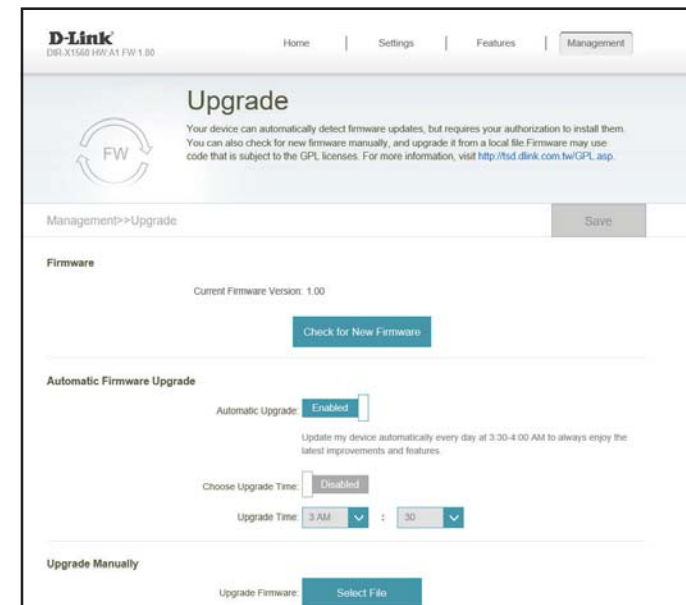 D-Link
DIR-X1560 HW:A1 FW:1.00
Home | Settings | Features | Management
Upgrade
FW
Your device can automatically detect firmware updates, but requires your authorization to install them.
You can also check for new firmware manually, and upgrade it from a local file.Firmware may use
code that is subject to the GPL licenses. For more information, visit http://tsd.dlink.com.tw/GPL.asp.
Management>>Upgrade
Save
Firmware
Current Firmware Version: 1.00
Check for New Firmware
Automatic Firmware Upgrade
Automatic Upgrade: Enabled
Update my device automatically every day at 3:30-4:00 AM to always enjoy the
latest improvements and features.
Choose Upgrade Time: Disabled
Upgrade Time: 3 AM : 30
Upgrade Manually
Upgrade Firmware: Select File